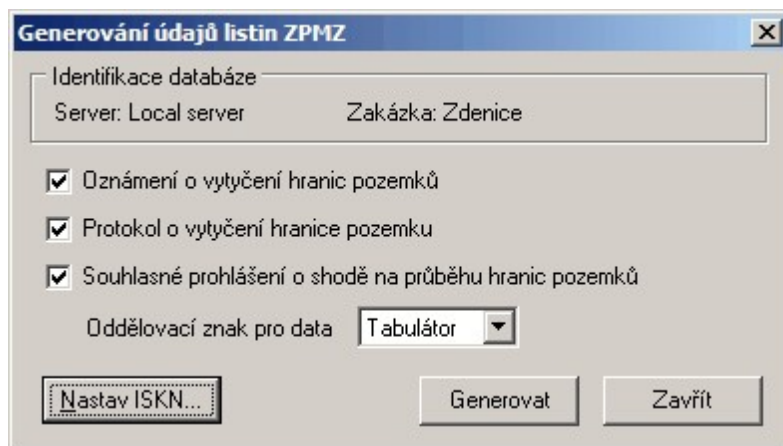 Generování údajů listin ZPMZ
Identifikace databáze
Server: Local server Zakázka: Zdenice
Oznámení o vytyčení hranic pozemků
Protokol o vytyčení hranice pozemku
Souhlasné prohlášení o shodě na průběhu hranic pozemků
Oddělovací znak pro data Tabulátor
Nastav ISKN... Generovat Zavřít